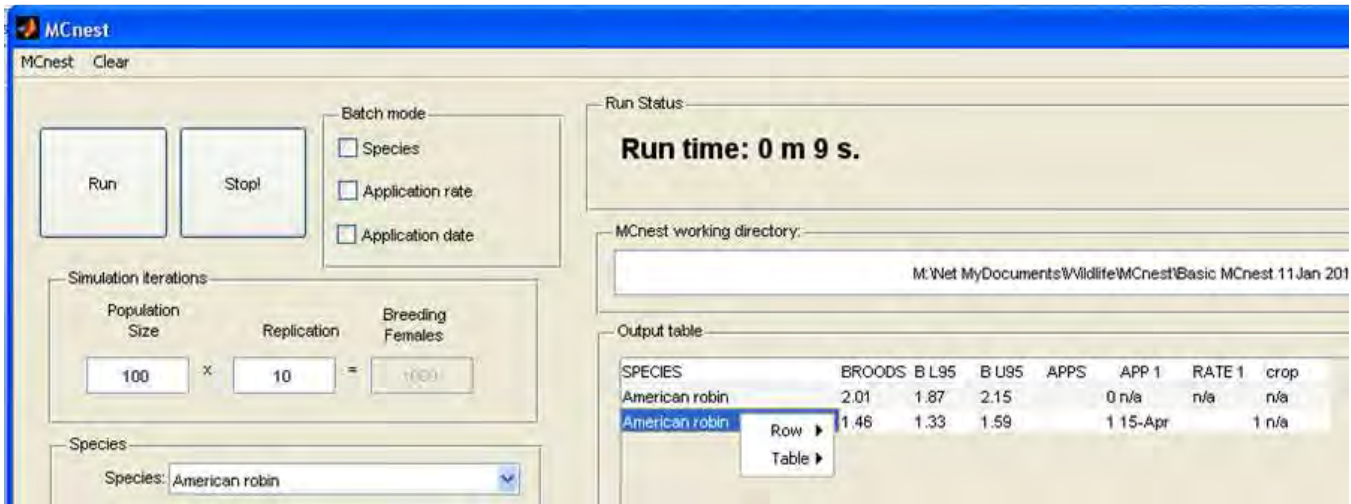 MCnest
MCnest Clear
Run
Stop!
Batch mode
Species
Application rate
Application date
Simulation iterations
Population Size
Replication
Breeding Females
100 x 10 = 1000
Species
Species: American robin
Run Status
Run time: 0 m 9 s.
MCnest working directory:
M:\Net MyDocuments\Wildlife\MCnest\Basic MCnest 11Jan 201
Output table
SPECIES BROODS B L95 B U95 APPS APP 1 RATE 1 crop
American robin 2.01 1.87 2.15 0 n/a n/a n/a
American robin 1.46 1.33 1.59 1 15-Apr 1 n/a
Row
Table